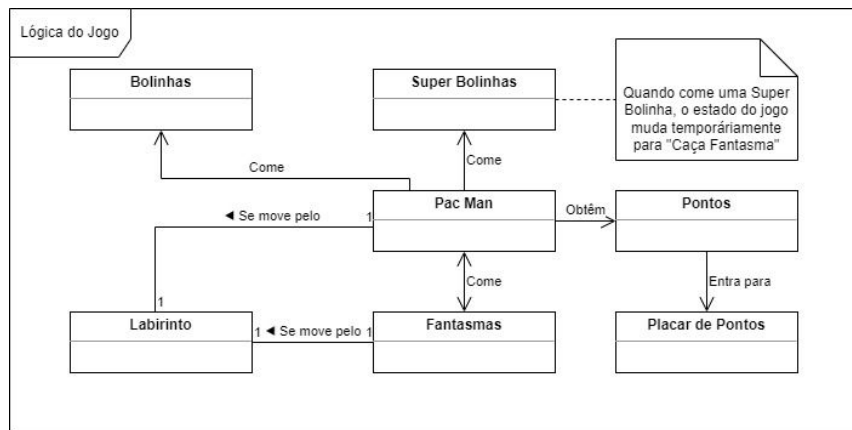 Lógica do Jogo
Bolinhas
Super Bolinhas
Quando come uma Super
Bolinha, o estado do jogo
muda temporáriamente
para "Caça Fantasma"
Come
Come
Pac Man
Obtêm
Pontos
◄ Se move pelo
1
1
Come
Entra para
Labirinto
1
◄ Se move pelo
1
Fantasmas
Placar de Pontos